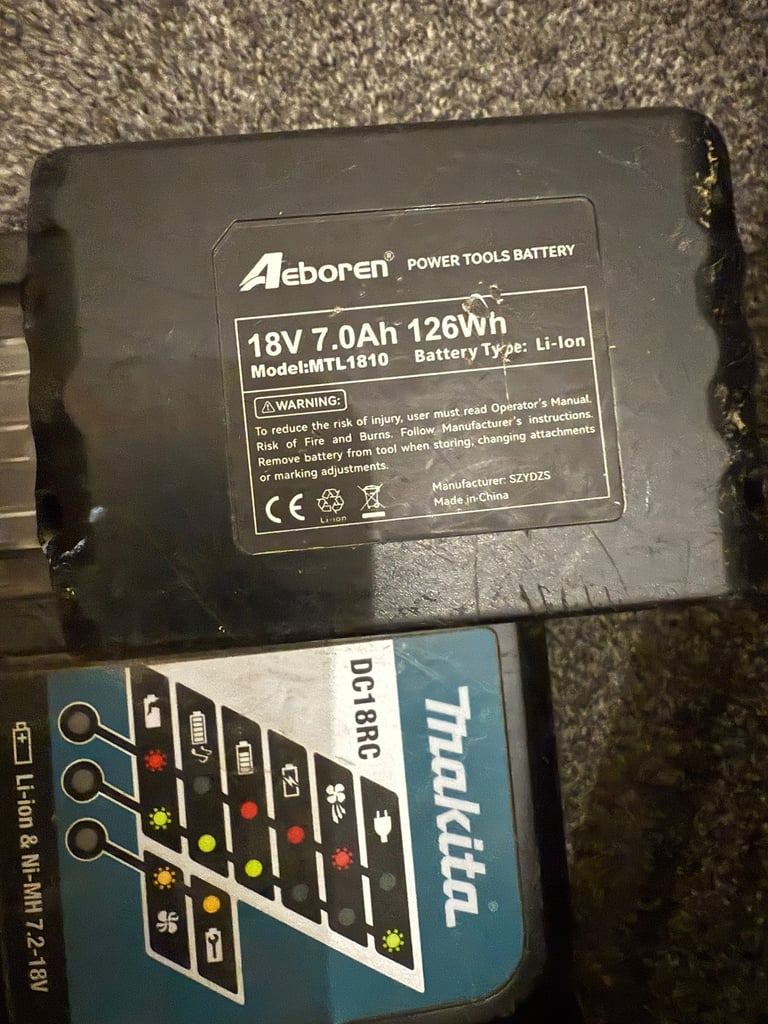 Aeboren® POWER TOOLS BATTERY
18V 7.0Ah 126Wh
Model:MTL1810 Battery Type: Li-Ion
WARNING:
To reduce the risk of injury, user must read Operator's Manual.
Risk of Fire and Burns. Follow Manufacturer's instructions.
Remove battery from tool when storing, changing attachments
or marking adjustments.
CE
Li-ion
Manufacturer: SZYDZS
Made in China
makita
DC18RC
Li-ion & Ni-MH 7.2-18V